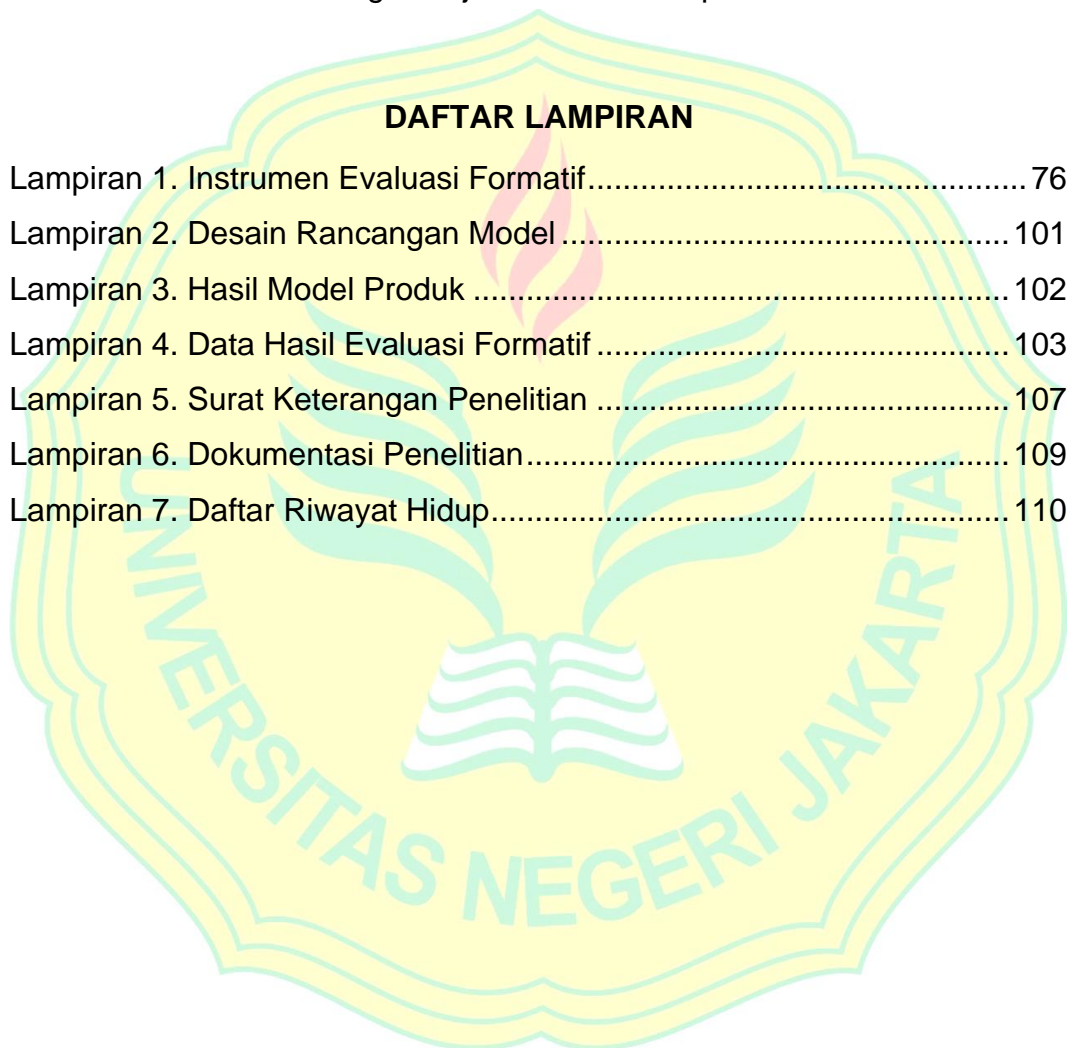 DAFTAR LAMPIRAN
Lampiran 1. Instrumen Evaluasi Formatif.................................................. 76
Lampiran 2. Desain Rancangan Model ................................................... 101
Lampiran 3. Hasil Model Produk ............................................................. 102
Lampiran 4. Data Hasil Evaluasi Formatif ............................................... 103
Lampiran 5. Surat Keterangan Penelitian ............................................... 107
Lampiran 6. Dokumentasi Penelitian....................................................... 109
Lampiran 7. Daftar Riwayat Hidup........................................................... 110
UNIVERSITAS NEGERI JAKARTA